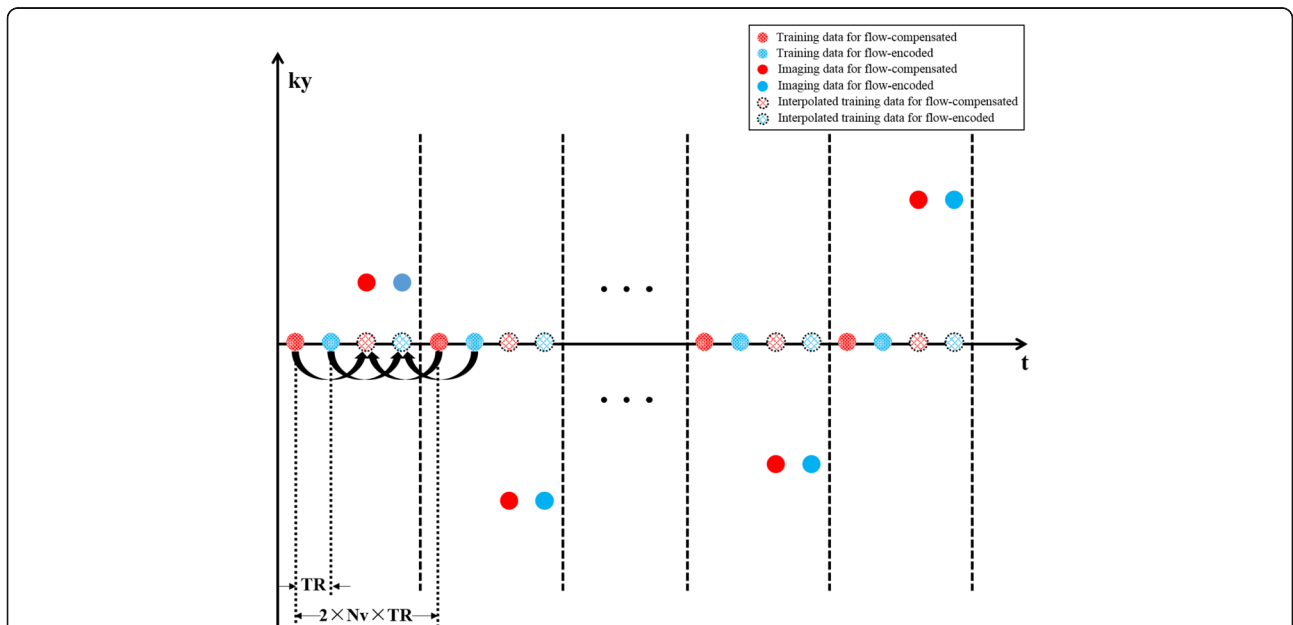 Training data for flow-compensated
Training data for flow-encoded
Imaging data for flow-compensated
Imaging data for flow-encoded
Interpolated training data for flow-compensated
Interpolated training data for flow-encoded
ky
. . .
t
. . .
TR
2×Nv×TR